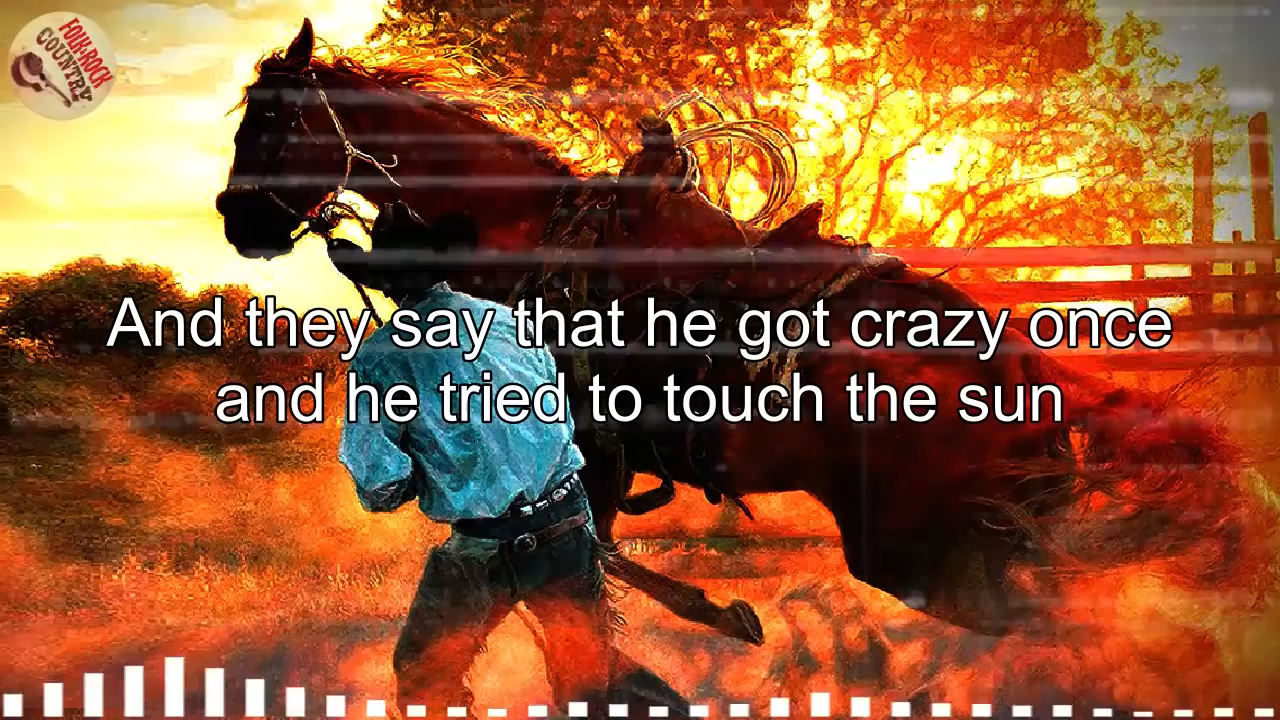 FOLK&ROCK
COUNTRY
And they say that he got crazy once
and he tried to touch the sun